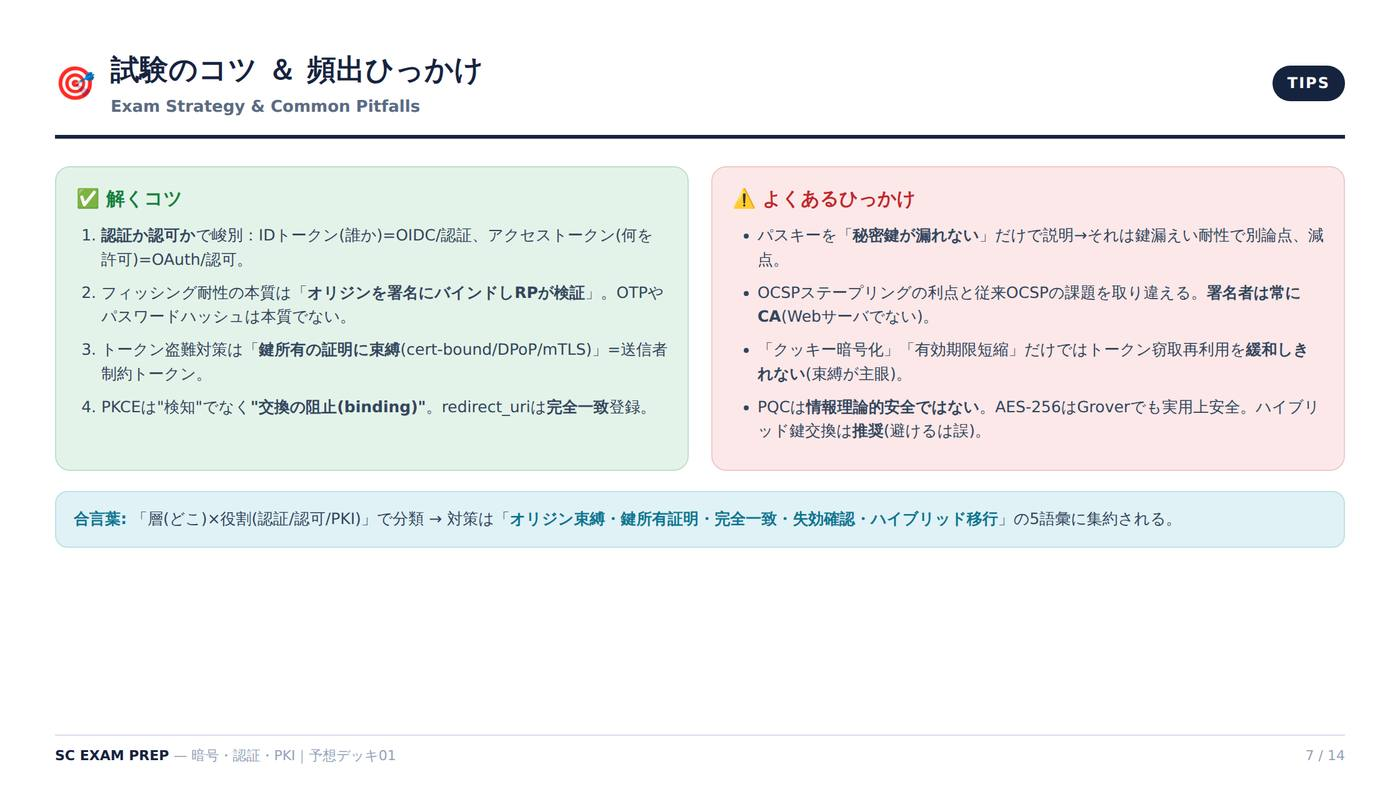 🎯 試験のコツ ＆ 頻出ひっかけ
Exam Strategy & Common Pitfalls
TIPS
✅ 解くコツ
1. 認証か認可かで峻別：IDトークン(誰か)=OIDC/認証、アクセストークン(何を
許可)=OAuth/認可。
2. フィッシング耐性の本質は「オリジンを署名にバインドしRPが検証」。OTPや
パスワードハッシュは本質でない。
3. トークン盗難対策は「鍵所有の証明に束縛(cert-bound/DPoP/mTLS)」=送信者
制約トークン。
4. PKCEは"検知"でなく"交換の阻止(binding)"。redirect_uriは完全一致登録。
⚠️ よくあるひっかけ
• パスキーを「秘密鍵が漏れない」だけで説明→それは鍵漏えい耐性で別論点、減
点。
• OCSPステープリングの利点と従来OCSPの課題を取り違える。署名者は常に
CA(Webサーバでない)。
• 「クッキー暗号化」「有効期限短縮」だけではトークン窃取再利用を緩和しき
れない(束縛が主眼)。
• PQCは情報理論的安全ではない。AES-256はGroverでも実用上安全。ハイブリ
ッド鍵交換は推奨(避けるは誤)。
合言葉: 「層(どこ)×役割(認証/認可/PKI)」で分類 → 対策は「オリジン束縛・鍵所有証明・完全一致・失効確認・ハイブリッド移行」の5語彙に集約される。
SC EXAM PREP — 暗号・認証・PKI｜予想デッキ01
7 / 14